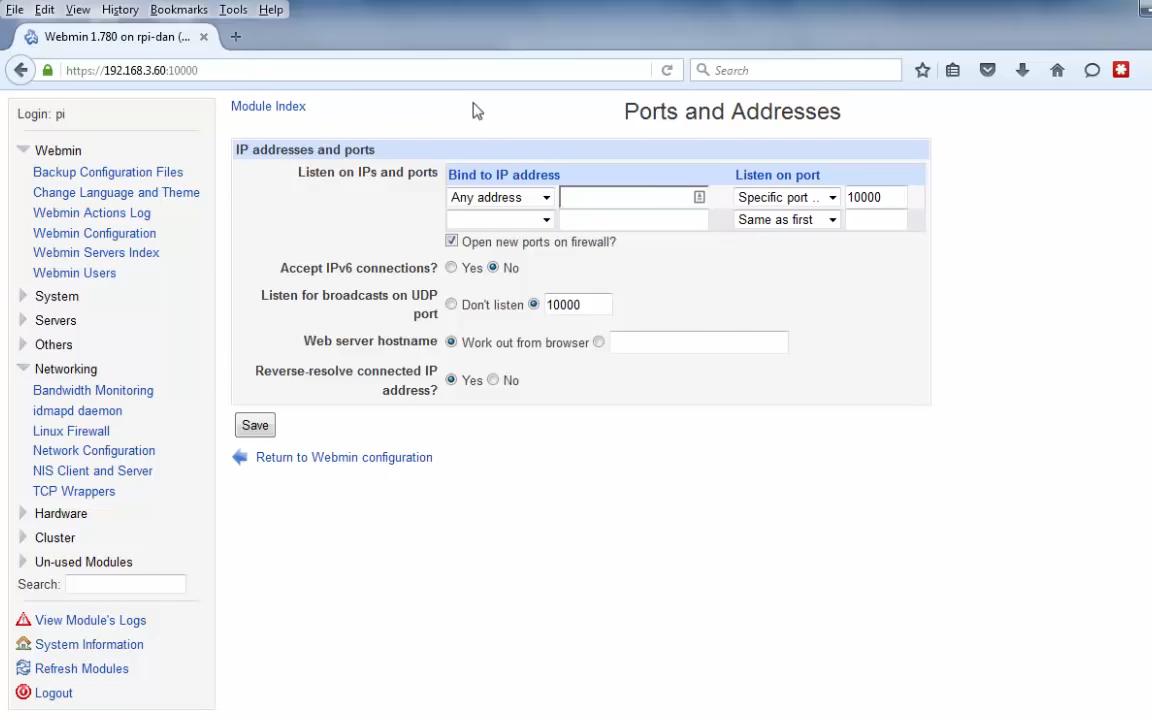 File Edit View History Bookmarks Tools Help
Webmin 1.780 on rpi-dan (... × +
https://192.168.3.60:10000 Search
Login: pi
Webmin
Backup Configuration Files
Change Language and Theme
Webmin Actions Log
Webmin Configuration
Webmin Servers Index
Webmin Users
System
Servers
Others
Networking
Bandwidth Monitoring
idmapd daemon
Linux Firewall
Network Configuration
NIS Client and Server
TCP Wrappers
Hardware
Cluster
Un-used Modules
Search:
View Module's Logs
System Information
Refresh Modules
Logout
Module Index
Ports and Addresses
IP addresses and ports
Listen on IPs and ports
Bind to IP address Listen on port
Any address Specific port .. 10000
Same as first
Open new ports on firewall?
Accept IPv6 connections? Yes No
Listen for broadcasts on UDP
port
Don't listen 10000
Web server hostname Work out from browser
Reverse-resolve connected IP
address?
Yes No
Save
Return to Webmin configuration